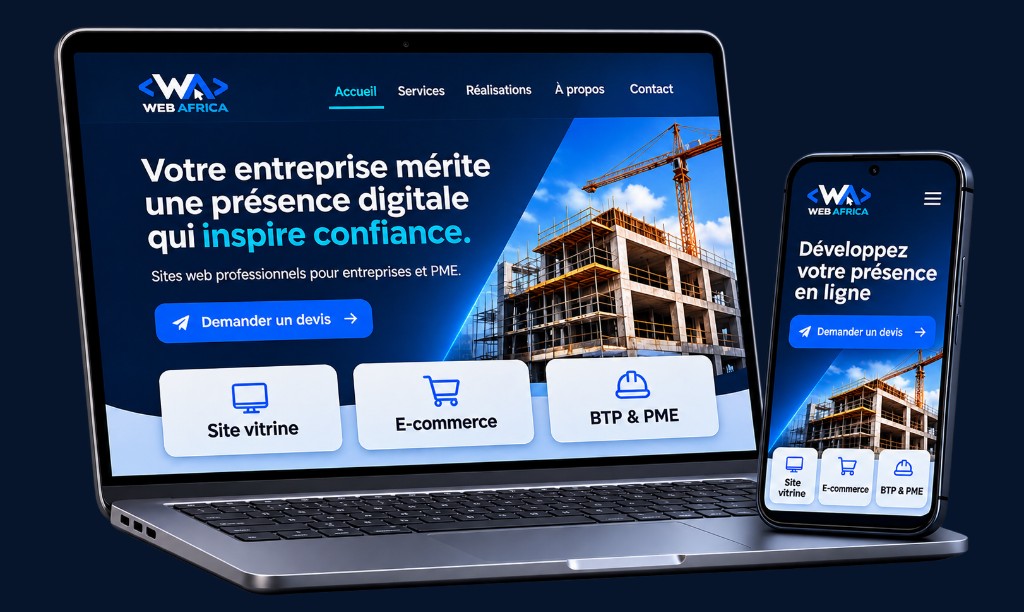 WA
WEB AFRICA
Accueil
Services
Réalisations
À propos
Contact
Votre entreprise mérite
une présence digitale
qui inspire confiance.
Sites web professionnels pour entreprises et PME.
Demander un devis
Site vitrine
E-commerce
BTP & PME
WA
WEB AFRICA
Développez
votre présence
en ligne
Demander un devis
Site
vitrine
E-commerce
BTP & PME